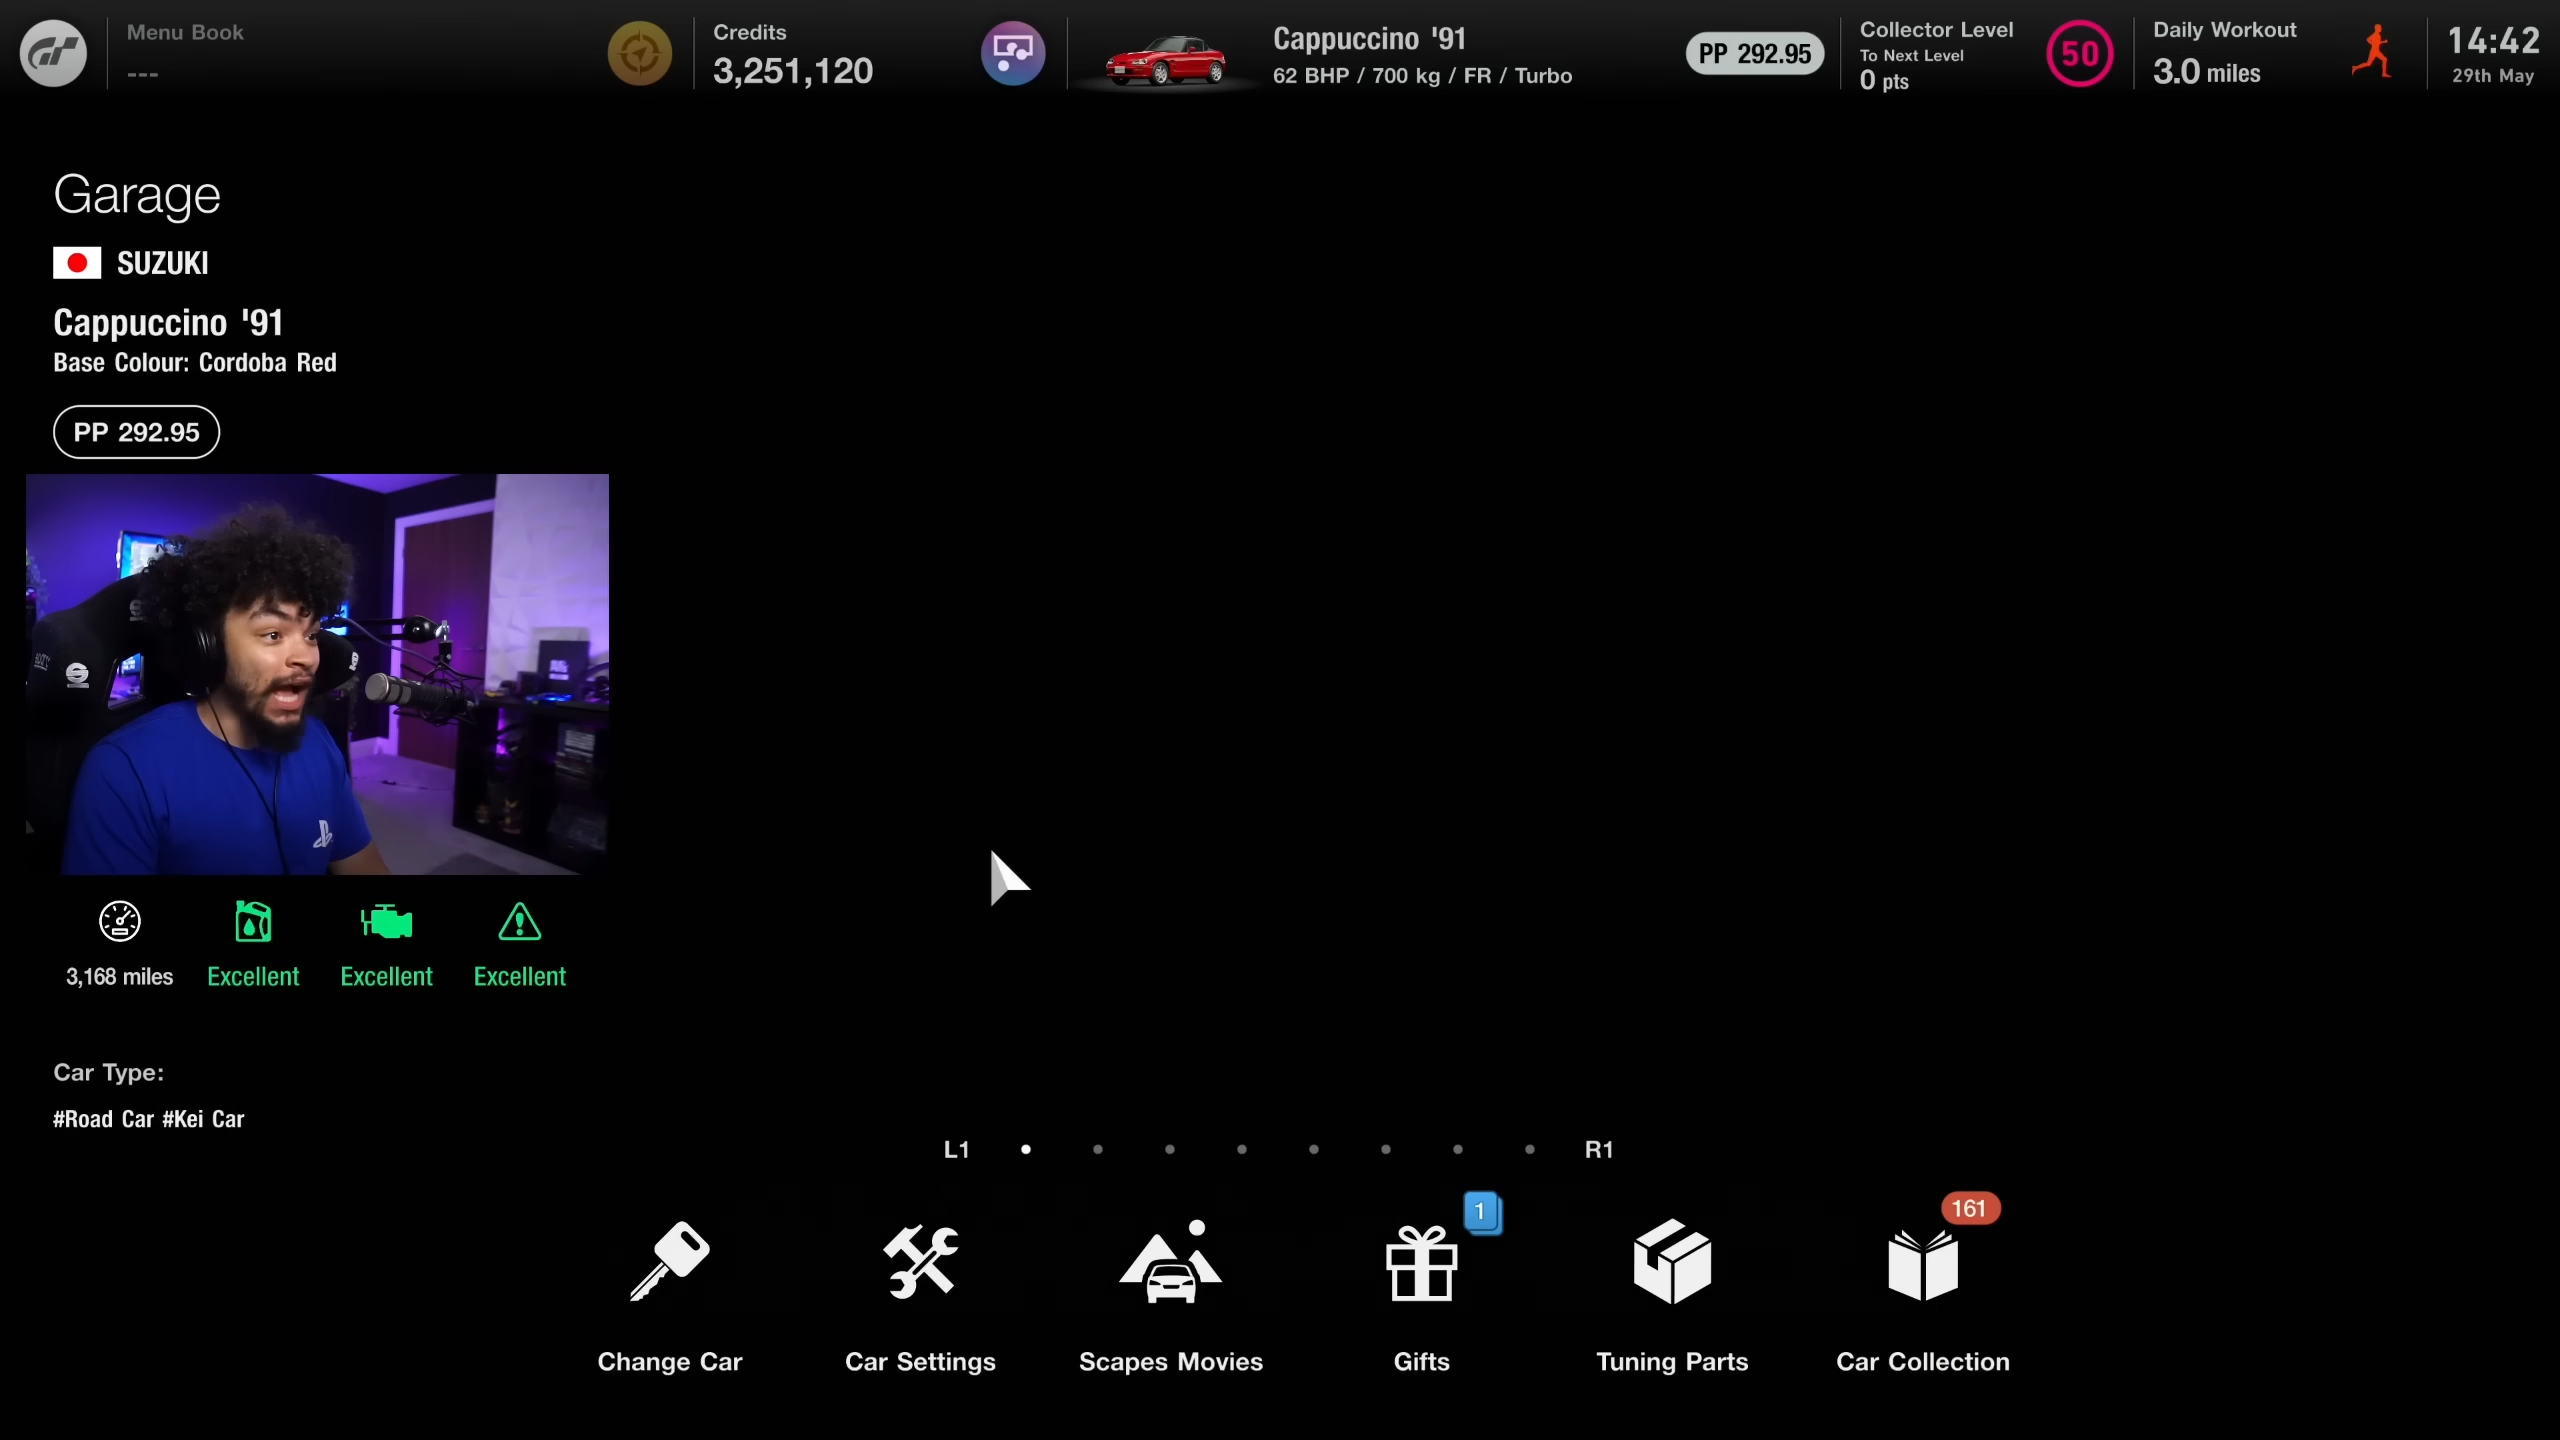 Menu Book
---
Credits
3,251,120
Cappuccino '91
62 BHP / 700 kg / FR / Turbo
PP 292.95
Collector Level
To Next Level
0 pts
50
Daily Workout
3.0 miles
14:42
29th May
Garage
SUZUKI
Cappuccino '91
Base Colour: Cordoba Red
PP 292.95
3,168 miles
Excellent
Excellent
Excellent
Car Type:
#Road Car #Kei Car
L1
R1
1
161
Change Car
Car Settings
Scapes Movies
Gifts
Tuning Parts
Car Collection